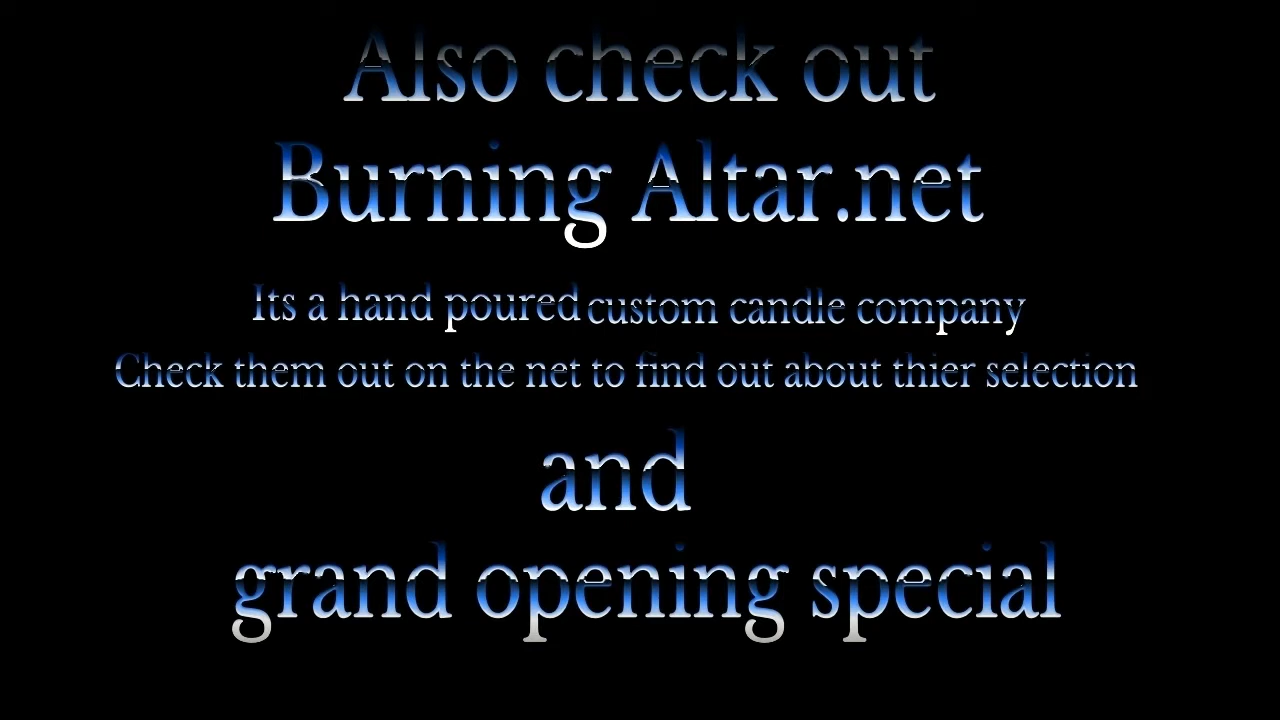 Also check out
Burning Altar.net
Its a hand poured custom candle company
Check them out on the net to find out about thier selection
and
grand opening special